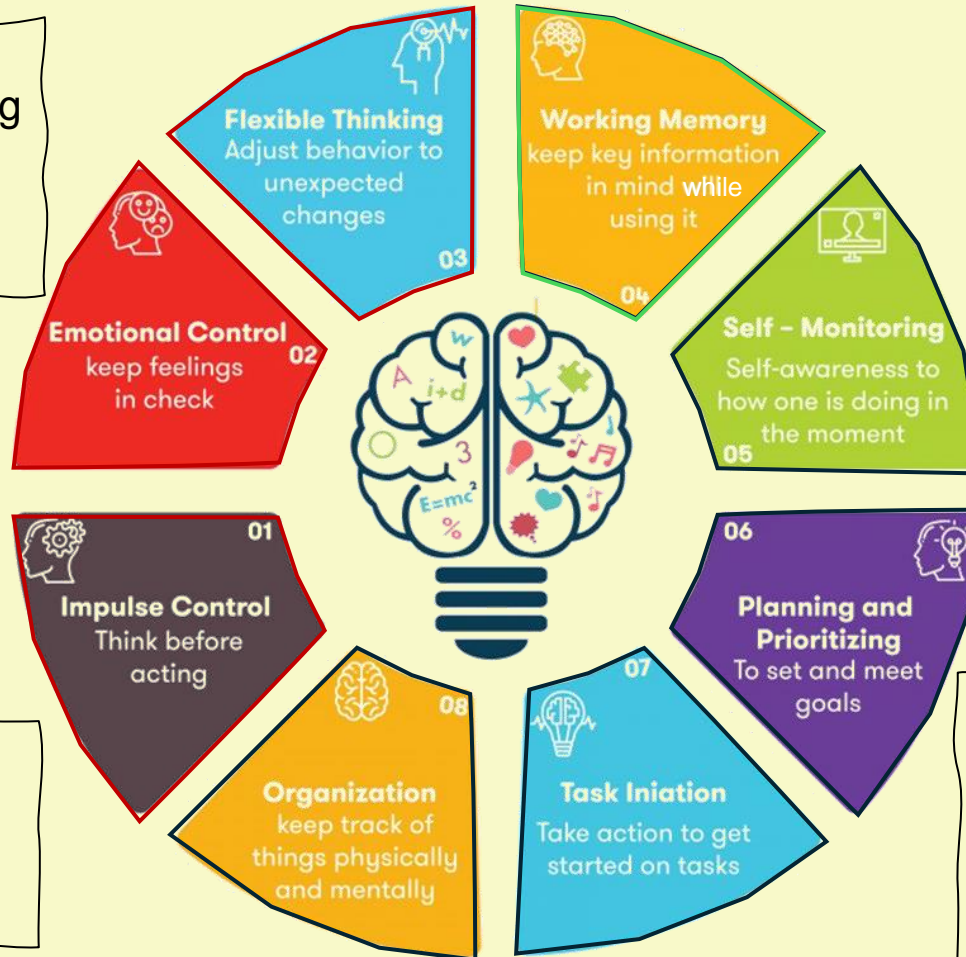 g
03
Flexible Thinking
Adjust behavior to
unexpected
changes
Working Memory
keep key information
in mind while
using it
04
Emotional Control
02
keep feelings
in check
Self – Monitoring
Self-awareness to
how one is doing in
the moment
05
w
A
i+d
3
E=mc²
%
01
Impulse Control
Think before
acting
06
Planning and
Prioritizing
To set and meet
goals
08
Organization
keep track of
things physically
and mentally
07
Task Iniation
Take action to get
started on tasks